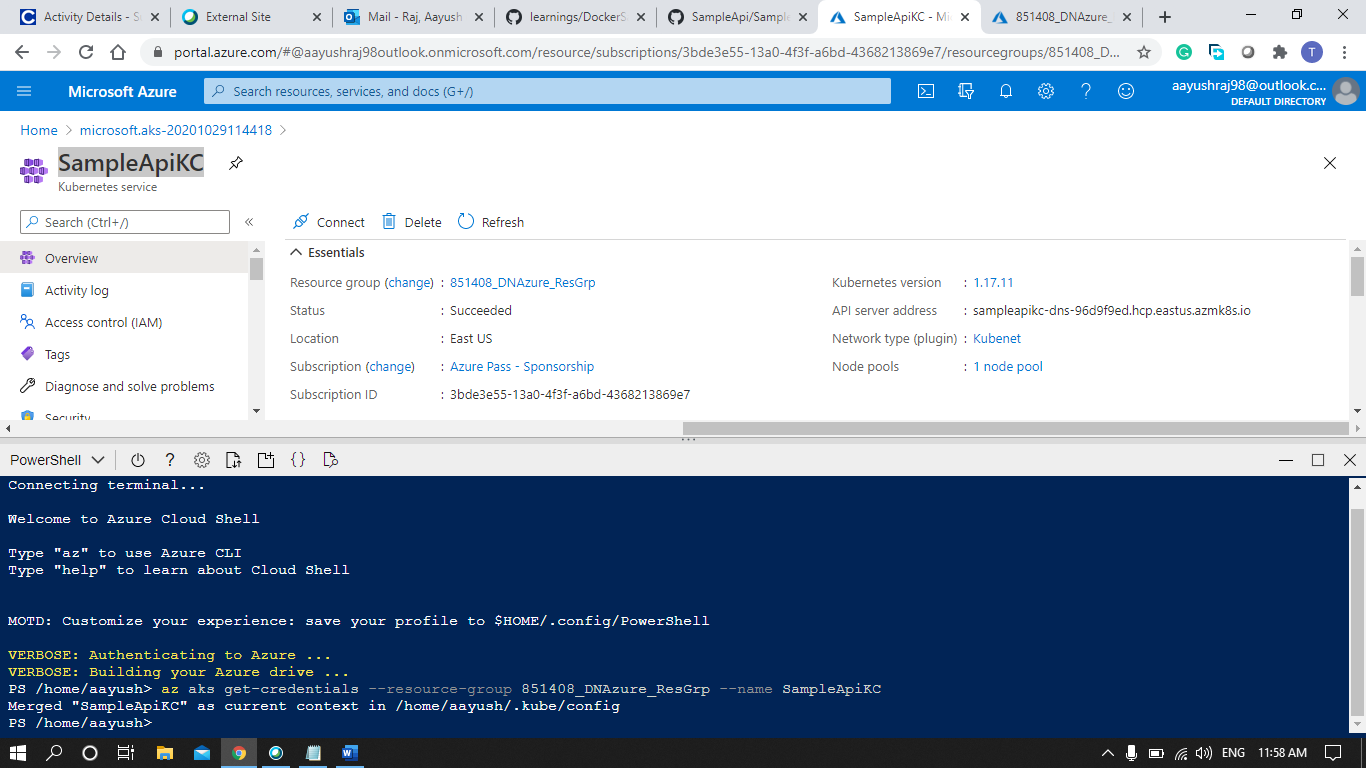 Activity Details - S
External Site
Mail - Raj, Aayush
learnings/DockerS
SampleApi/Sample
SampleApiKC - Mi
851408_DNAzure_
portal.azure.com/#@aayushraj98outlook.onmicrosoft.com/resource/subscriptions/3bde3e55-13a0-4f3f-a6bd-4368213869e7/resourcegroups/851408_D...
T
Microsoft Azure
Search resources, services, and docs (G+/)
aayushraj98@outlook.c...
DEFAULT DIRECTORY
Home > microsoft.aks-20201029114418 >
SampleApiKC
Kubernetes service
Search (Ctrl+/)
«
Connect
Delete
Refresh
Overview
Activity log
Access control (IAM)
Tags
Diagnose and solve problems
Security
Essentials
Resource group (change) : 851408_DNAzure_ResGrp
Status : Succeeded
Location : East US
Subscription (change) : Azure Pass - Sponsorship
Subscription ID : 3bde3e55-13a0-4f3f-a6bd-4368213869e7
Kubernetes version : 1.17.11
API server address : sampleapikc-dns-96d9f9ed.hcp.eastus.azmk8s.io
Network type (plugin) : Kubenet
Node pools : 1 node pool
PowerShell
Connecting terminal...
Welcome to Azure Cloud Shell
Type "az" to use Azure CLI
Type "help" to learn about Cloud Shell
MOTD: Customize your experience: save your profile to $HOME/.config/PowerShell
VERBOSE: Authenticating to Azure ...
VERBOSE: Building your Azure drive ...
PS /home/aayush> az aks get-credentials --resource-group 851408_DNAzure_ResGrp --name SampleApiKC
Merged "SampleApiKC" as current context in /home/aayush/.kube/config
PS /home/aayush>
ENG
11:58 AM